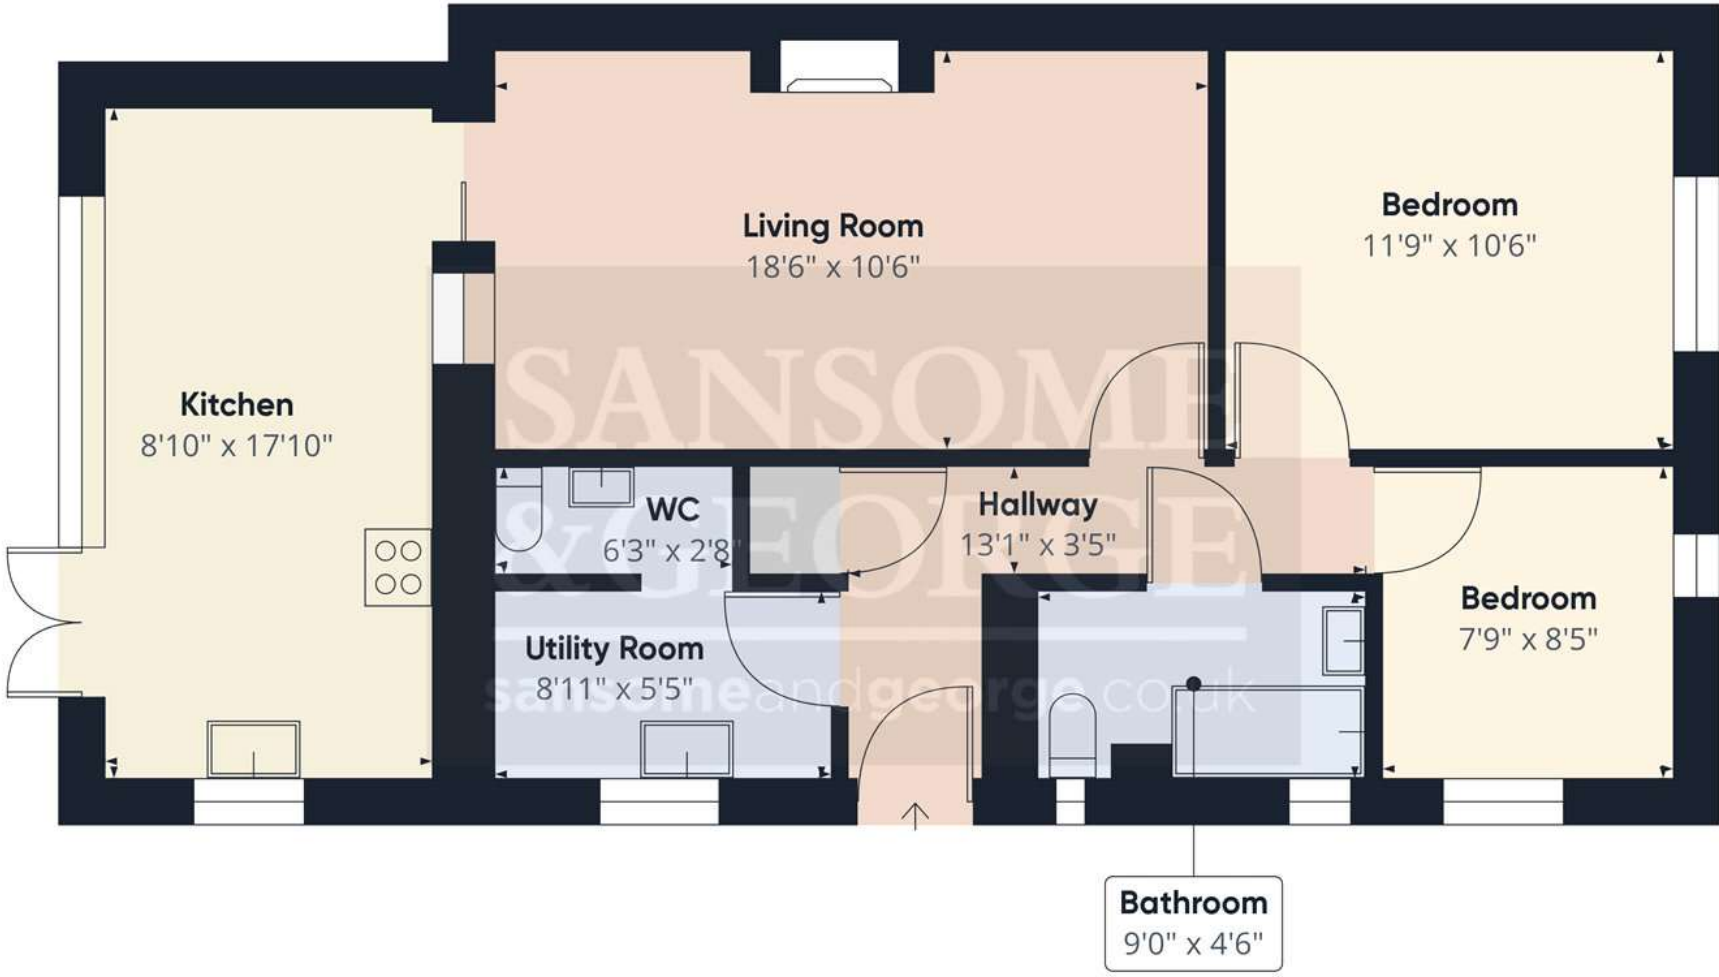 Living Room
18'6" x 10'6"
Bedroom
11'9" x 10'6"
Kitchen
8'10" x 17'10"
SANSOME
&GEORGE
WC
6'3" x 2'8"
Hallway
13'1" x 3'5"
Utility Room
8'11" x 5'5"
Bedroom
7'9" x 8'5"
sansomeandgeorge.co.uk
Bathroom
9'0" x 4'6"